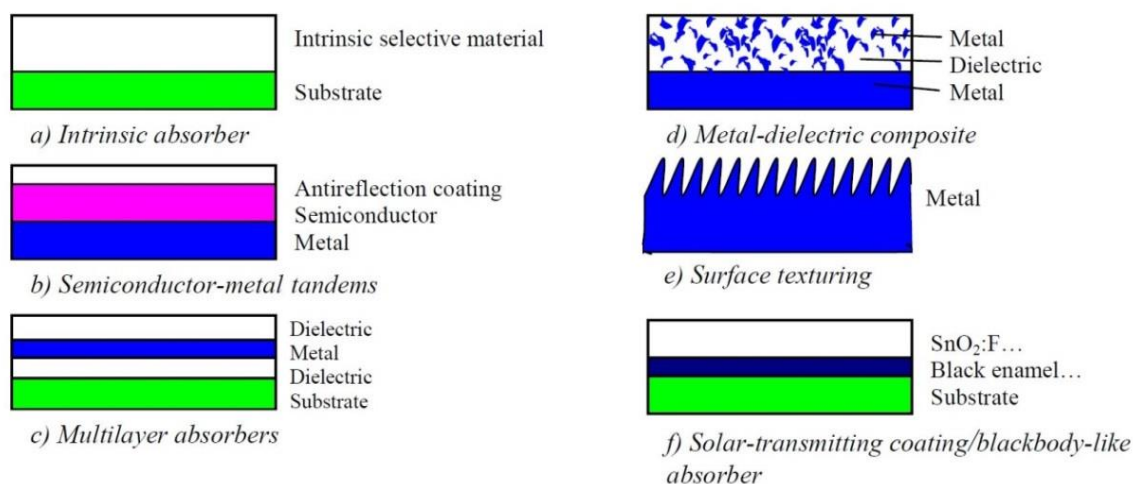 Intrinsic selective material
Substrate
a) Intrinsic absorber
Antireflection coating
Semiconductor
Metal
b) Semiconductor-metal tandems
Dielectric
Metal
Dielectric
Substrate
c) Multilayer absorbers
Metal
Dielectric
Metal
d) Metal-dielectric composite
Metal
e) Surface texturing
SnO₂:F…
Black enamel…
Substrate
f) Solar-transmitting coating/blackbody-like
absorber